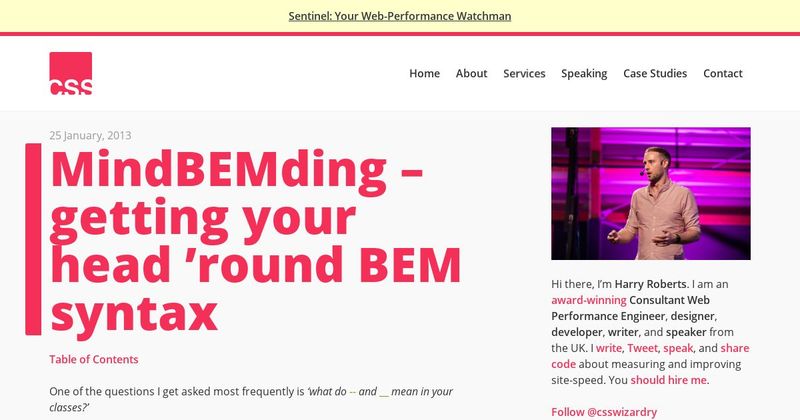 Sentinel: Your Web-Performance Watchman
CSS
Home About Services Speaking Case Studies Contact
25 January, 2013
MindBEMding –
getting your
head ’round BEM
syntax
Table of Contents
One of the questions I get asked most frequently is ‘what do -- and __ mean in your
classes?’
Hi there, I’m Harry Roberts. I am an
award-winning Consultant Web
Performance Engineer, designer,
developer, writer, and speaker from
the UK. I write, Tweet, speak, and share
code about measuring and improving
site-speed. You should hire me.
Follow @csswizardry